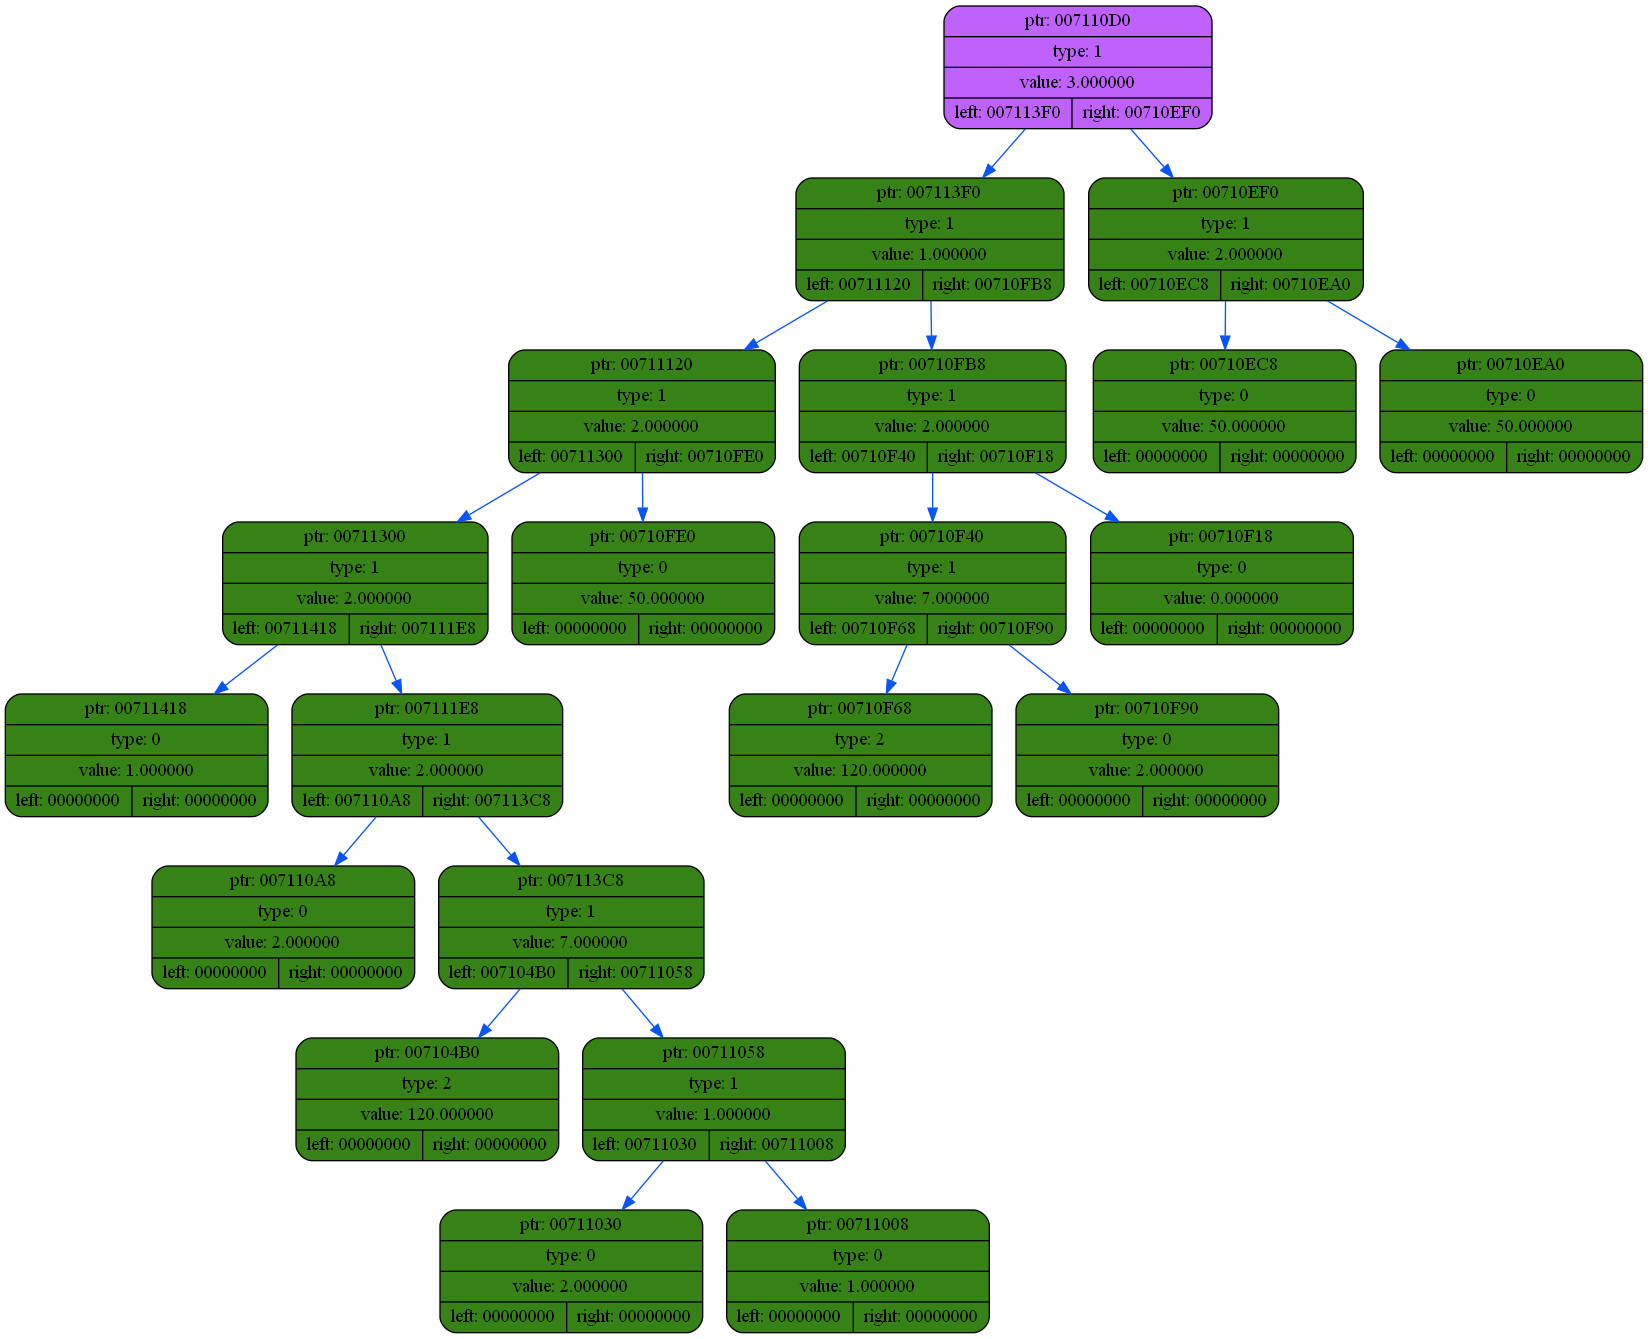 ptr: 007110D0
type: 1
value: 3.000000
left: 007113F0 right: 00710EF0
ptr: 007113F0
type: 1
value: 1.000000
left: 00711120 right: 00710FB8
ptr: 00710EF0
type: 1
value: 2.000000
left: 00710EC8 right: 00710EA0
ptr: 00711120
type: 1
value: 2.000000
left: 00711300 right: 00710FE0
ptr: 00710FB8
type: 1
value: 2.000000
left: 00710F40 right: 00710F18
ptr: 00710EC8
type: 0
value: 50.000000
left: 00000000 right: 00000000
ptr: 00710EA0
type: 0
value: 50.000000
left: 00000000 right: 00000000
ptr: 00711300
type: 1
value: 2.000000
left: 00711418 right: 007111E8
ptr: 00710FE0
type: 0
value: 50.000000
left: 00000000 right: 00000000
ptr: 00710F40
type: 1
value: 7.000000
left: 00710F68 right: 00710F90
ptr: 00710F18
type: 0
value: 0.000000
left: 00000000 right: 00000000
ptr: 00711418
type: 0
value: 1.000000
left: 00000000 right: 00000000
ptr: 007111E8
type: 1
value: 2.000000
left: 007110A8 right: 007113C8
ptr: 00710F68
type: 2
value: 120.000000
left: 00000000 right: 00000000
ptr: 00710F90
type: 0
value: 2.000000
left: 00000000 right: 00000000
ptr: 007110A8
type: 0
value: 2.000000
left: 00000000 right: 00000000
ptr: 007113C8
type: 1
value: 7.000000
left: 007104B0 right: 00711058
ptr: 007104B0
type: 2
value: 120.000000
left: 00000000 right: 00000000
ptr: 00711058
type: 1
value: 1.000000
left: 00711030 right: 00711008
ptr: 00711030
type: 0
value: 2.000000
left: 00000000 right: 00000000
ptr: 00711008
type: 0
value: 1.000000
left: 00000000 right: 00000000